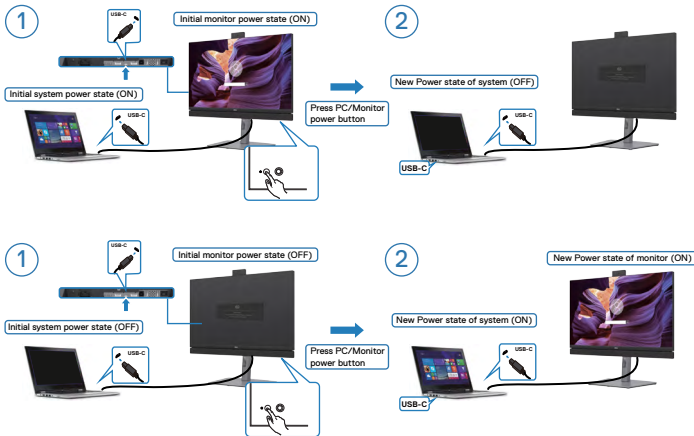 1
USB-C
Initial monitor power state (ON)
Initial system power state (ON)
USB-C
Press PC/Monitor
power button
2
New Power state of system (OFF)
USB-C
USB-C
1
USB-C
Initial monitor power state (OFF)
Initial system power state (OFF)
USB-C
Press PC/Monitor
power button
2
New Power state of monitor (ON)
New Power state of system (ON)
USB-C
USB-C